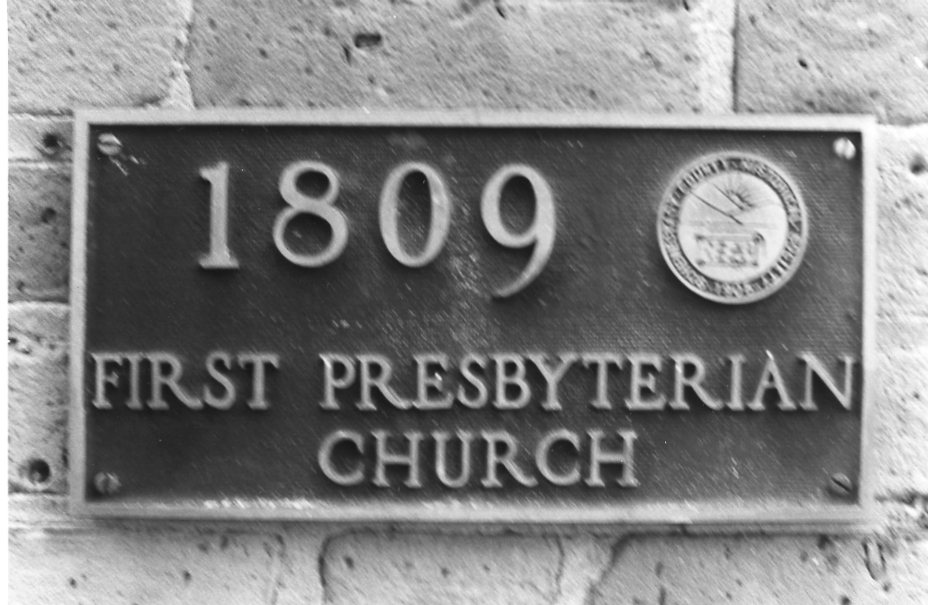 1809
FIRST PRESBYTERIAN
CHURCH